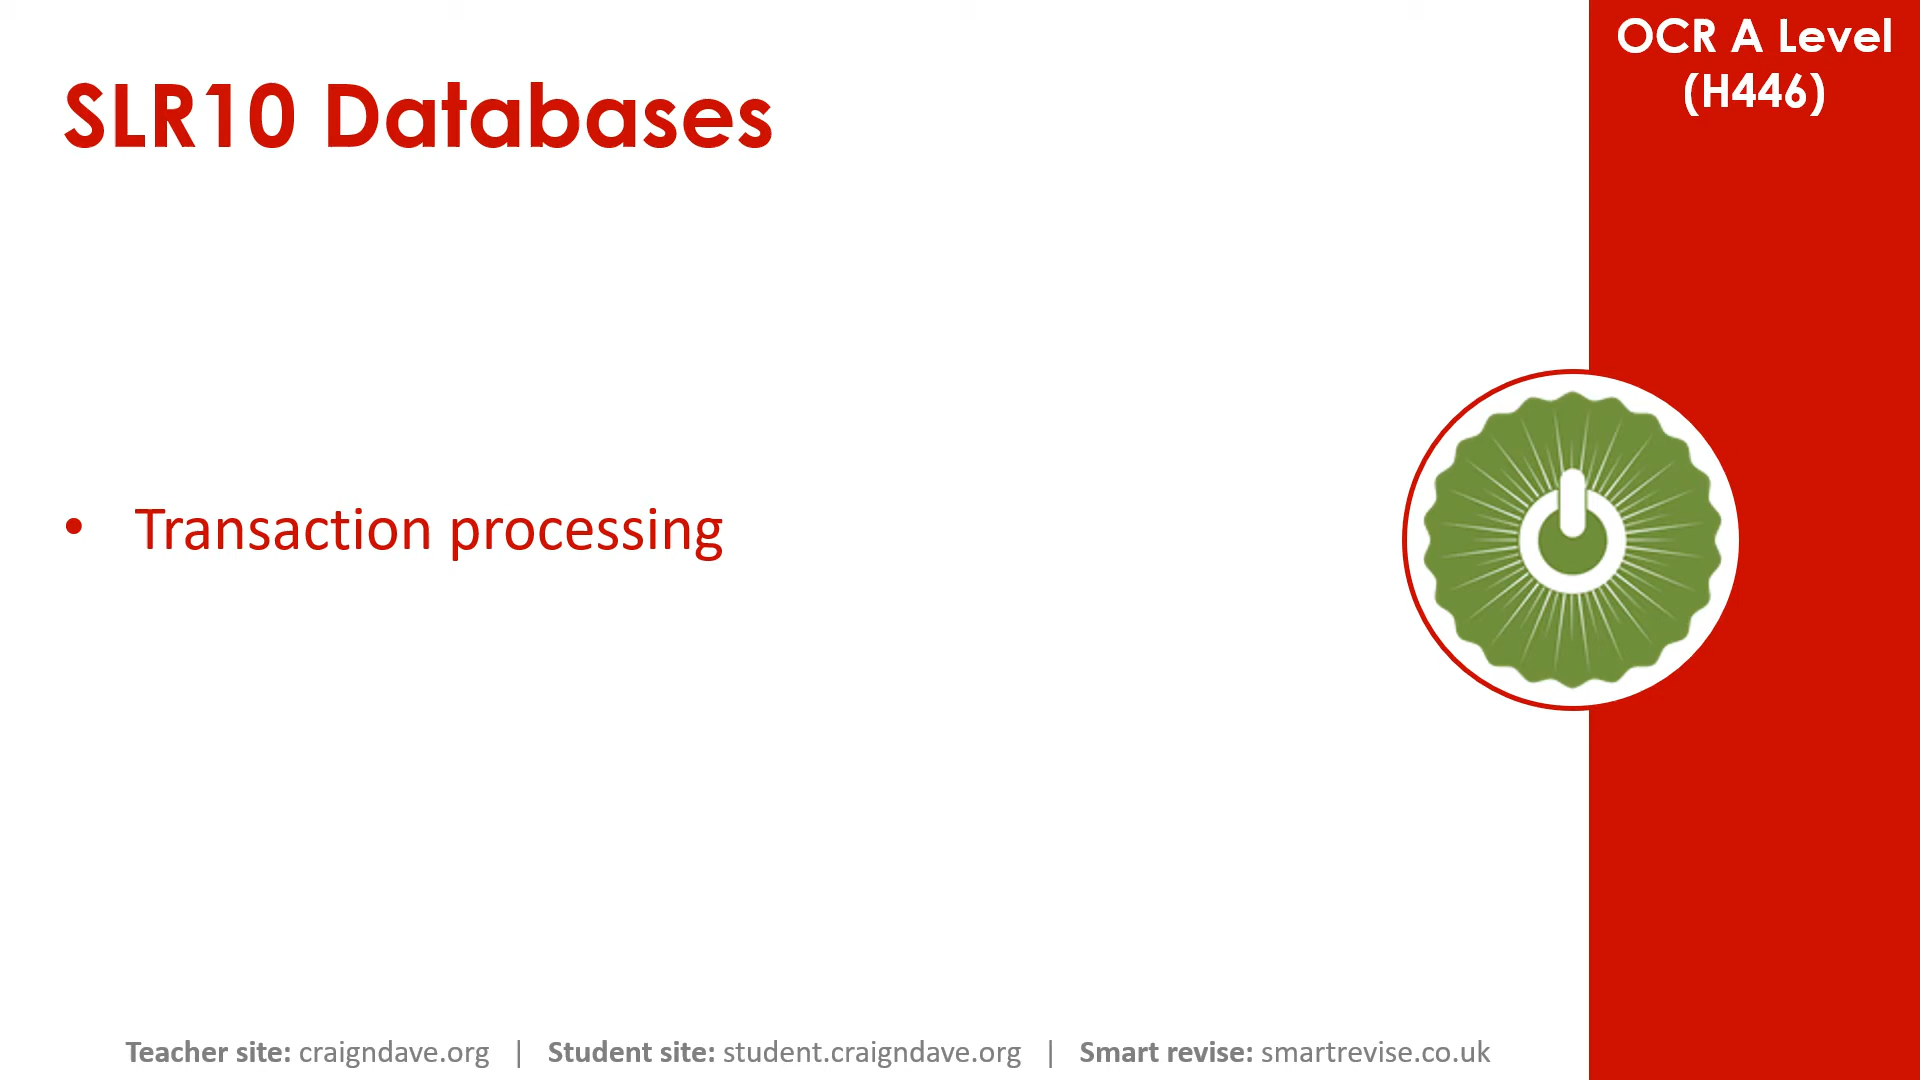 OCR A Level
(H446)
SLR10 Databases
• Transaction processing
Teacher site: craigndave.org | Student site: student.craigndave.org | Smart revise: smartrevise.co.uk